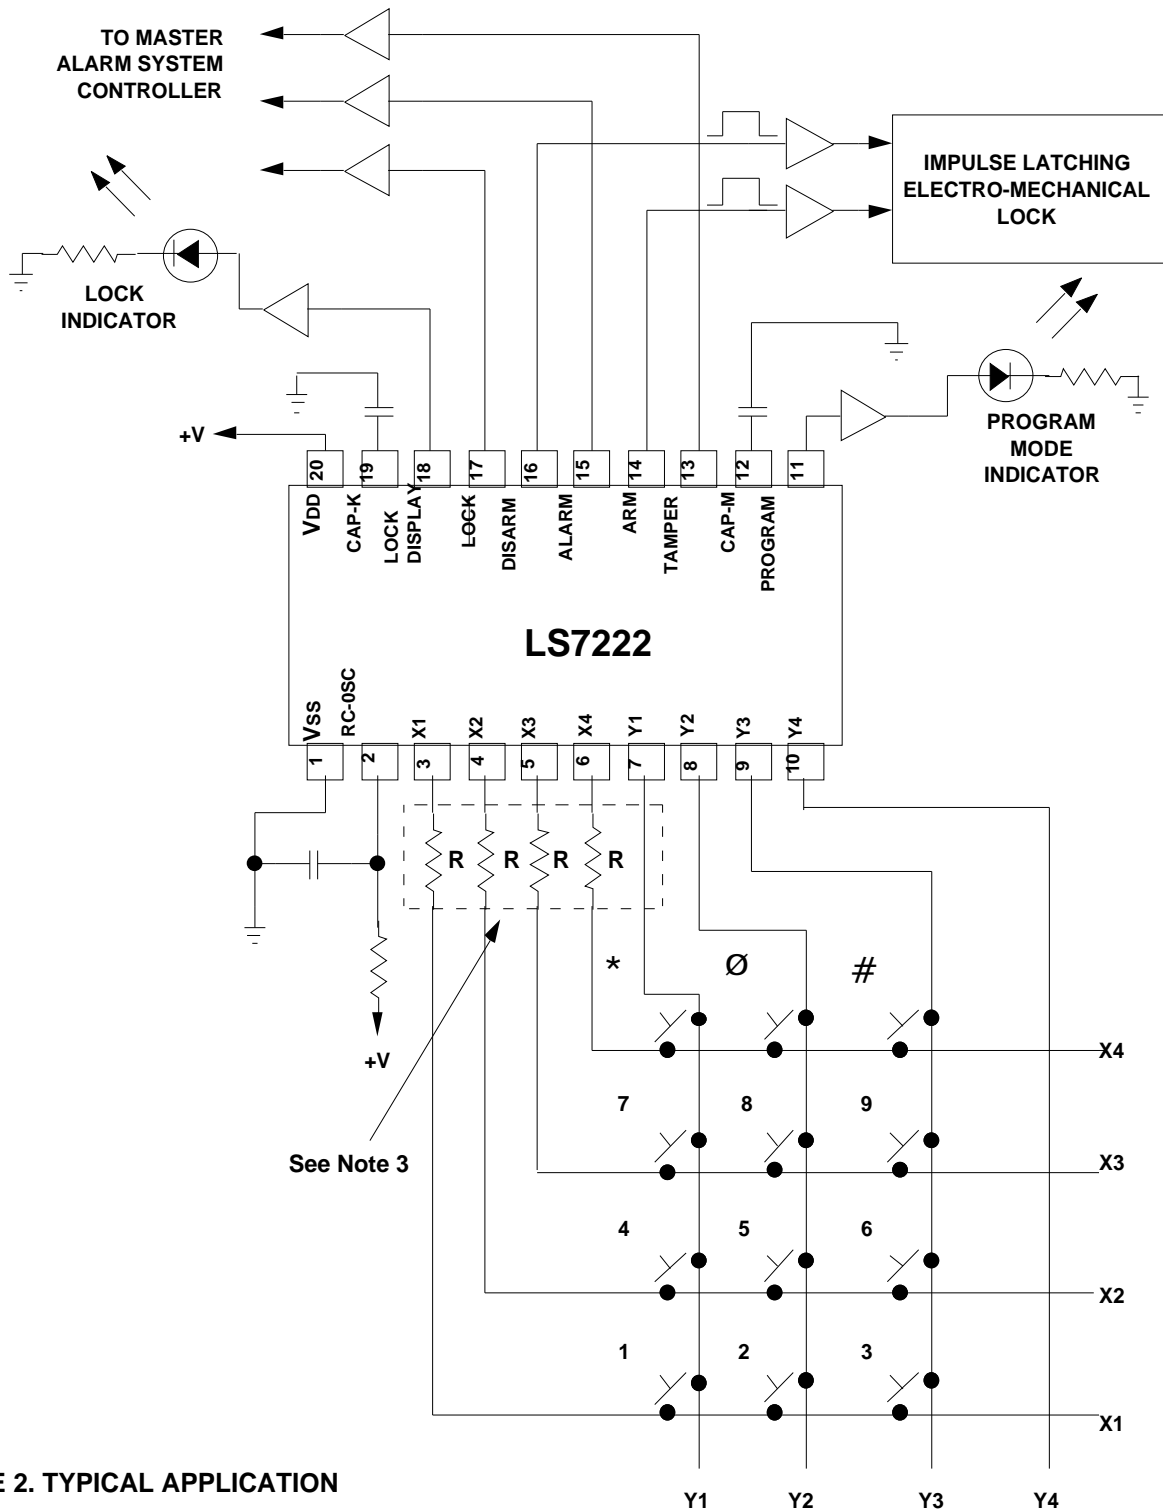 TO MASTER
ALARM SYSTEM
CONTROLLER
IMPULSE LATCHING
ELECTRO-MECHANICAL
LOCK
LOCK
INDICATOR
PROGRAM
MODE
INDICATOR
+V
20
19
18
17
16
15
14
13
12
11
VDD
CAP-K
LOCK
DISPLAY
LOCK
DISARM
ALARM
ARM
TAMPER
CAP-M
PROGRAM
LS7222
VSS
RC-0SC
X1
X2
X3
X4
Y1
Y2
Y3
Y4
1
2
3
4
5
6
7
8
9
10
R R R R
* Ø #
X4
+V
7 8 9
See Note 3
X3
4 5 6
X2
1 2 3
X1
E 2. TYPICAL APPLICATION
Y1 Y2 Y3 Y4